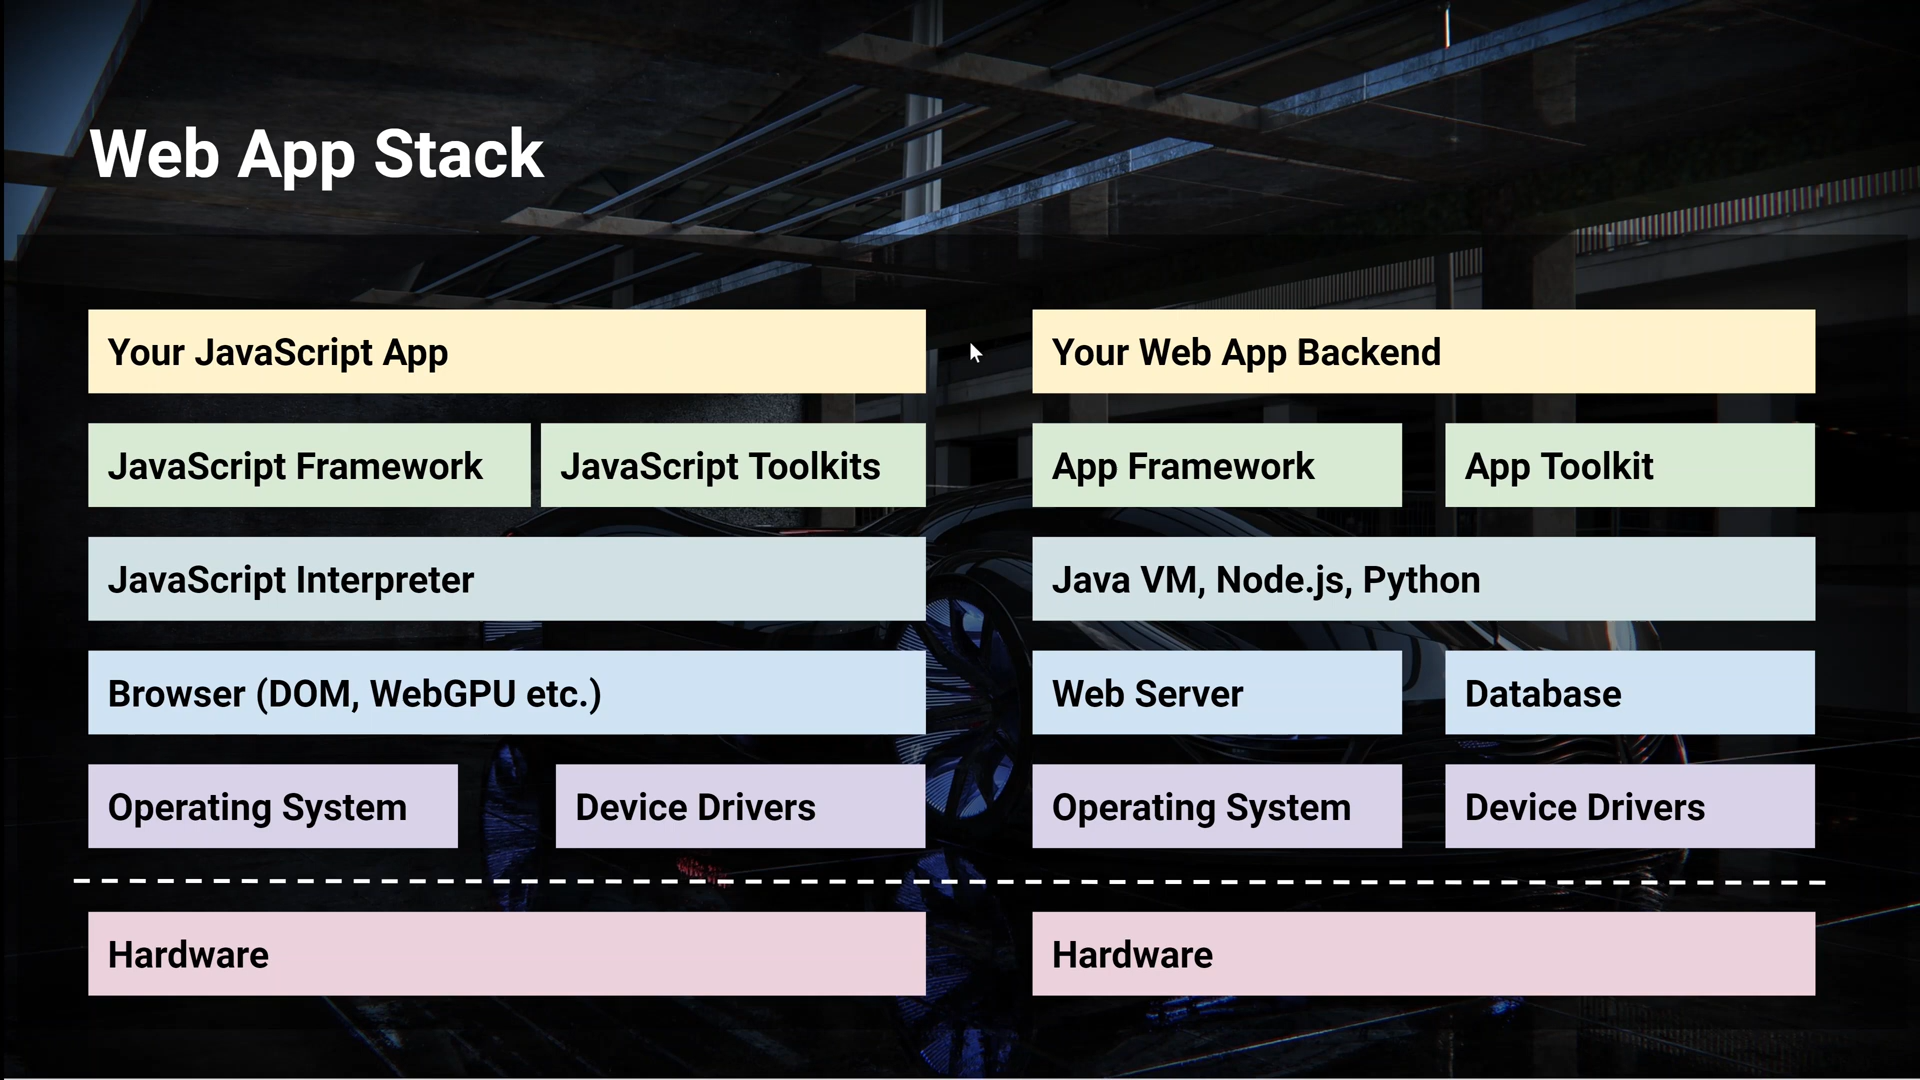 Web App Stack
Your JavaScript App
JavaScript Framework
JavaScript Toolkits
JavaScript Interpreter
Browser (DOM, WebGPU etc.)
Operating System
Device Drivers
Hardware
Your Web App Backend
App Framework
App Toolkit
Java VM, Node.js, Python
Web Server
Database
Operating System
Device Drivers
Hardware